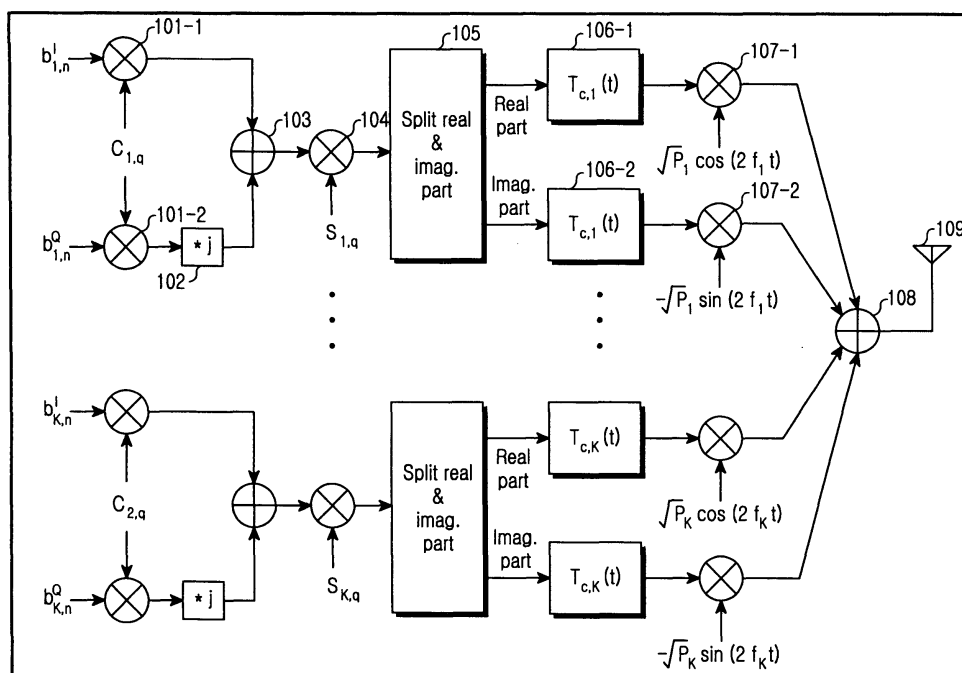 101-1
b^I_{1,n}
C_{1,q}
101-2
b^Q_{1,n}
* j
102
103
104
S_{1,q}
105
Split real
&
imag.
part
Real
part
Imag.
part
106-1
T_{c,1} (t)
106-2
T_{c,1} (t)
107-1
√P_1 cos (2 f_1 t)
107-2
-√P_1 sin (2 f_1 t)
108
109
b^I_{K,n}
C_{2,q}
b^Q_{K,n}
* j
S_{K,q}
Split real
&
imag.
part
Real
part
Imag.
part
T_{c,K} (t)
T_{c,K} (t)
√P_K cos (2 f_K t)
-√P_K sin (2 f_K t)